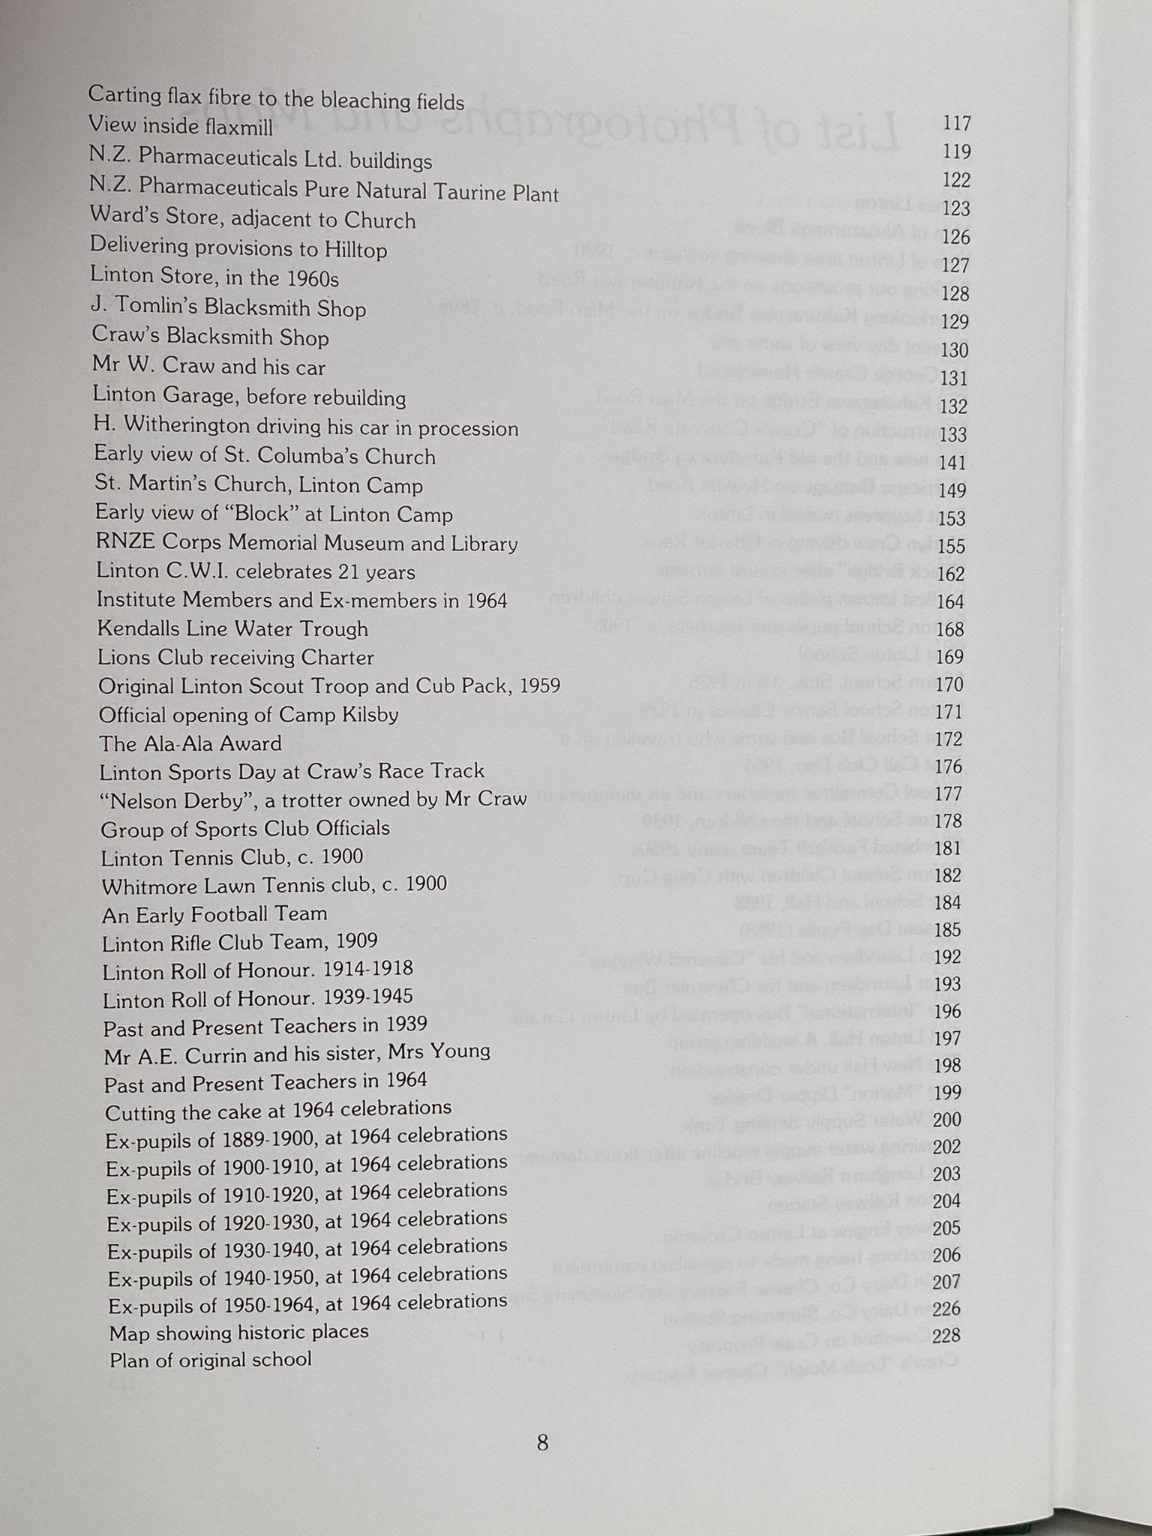 Carting flax fibre to the bleaching fields 117
View inside flaxmill 119
N.Z. Pharmaceuticals Ltd. buildings 122
N.Z. Pharmaceuticals Pure Natural Taurine Plant 123
Ward's Store, adjacent to Church 126
Delivering provisions to Hilltop 127
Linton Store, in the 1960s 128
J. Tomlin's Blacksmith Shop 129
Craw's Blacksmith Shop 130
Mr W. Craw and his car 131
Linton Garage, before rebuilding 132
H. Witherington driving his car in procession 133
Early view of St. Columba's Church 141
St. Martin's Church, Linton Camp 149
Early view of “Block” at Linton Camp 153
RNZE Corps Memorial Museum and Library 155
Linton C.W.I. celebrates 21 years 162
Institute Members and Ex-members in 1964 164
Kendalls Line Water Trough 168
Lions Club receiving Charter 169
Original Linton Scout Troop and Cub Pack, 1959 170
Official opening of Camp Kilsby 171
The Ala-Ala Award 172
Linton Sports Day at Craw's Race Track 176
“Nelson Derby”, a trotter owned by Mr Craw 177
Group of Sports Club Officials 178
Linton Tennis Club, c. 1900 181
Whitmore Lawn Tennis club, c. 1900 182
An Early Football Team 184
Linton Rifle Club Team, 1909 185
Linton Roll of Honour. 1914-1918 192
Linton Roll of Honour. 1939-1945 193
Past and Present Teachers in 1939 196
Mr A.E. Currin and his sister, Mrs Young 197
Past and Present Teachers in 1964 198
Cutting the cake at 1964 celebrations 199
Ex-pupils of 1889-1900, at 1964 celebrations 200
Ex-pupils of 1900-1910, at 1964 celebrations 202
Ex-pupils of 1910-1920, at 1964 celebrations 203
Ex-pupils of 1920-1930, at 1964 celebrations 204
Ex-pupils of 1930-1940, at 1964 celebrations 205
Ex-pupils of 1940-1950, at 1964 celebrations 206
Ex-pupils of 1950-1964, at 1964 celebrations 207
Map showing historic places 226
Plan of original school 228
8